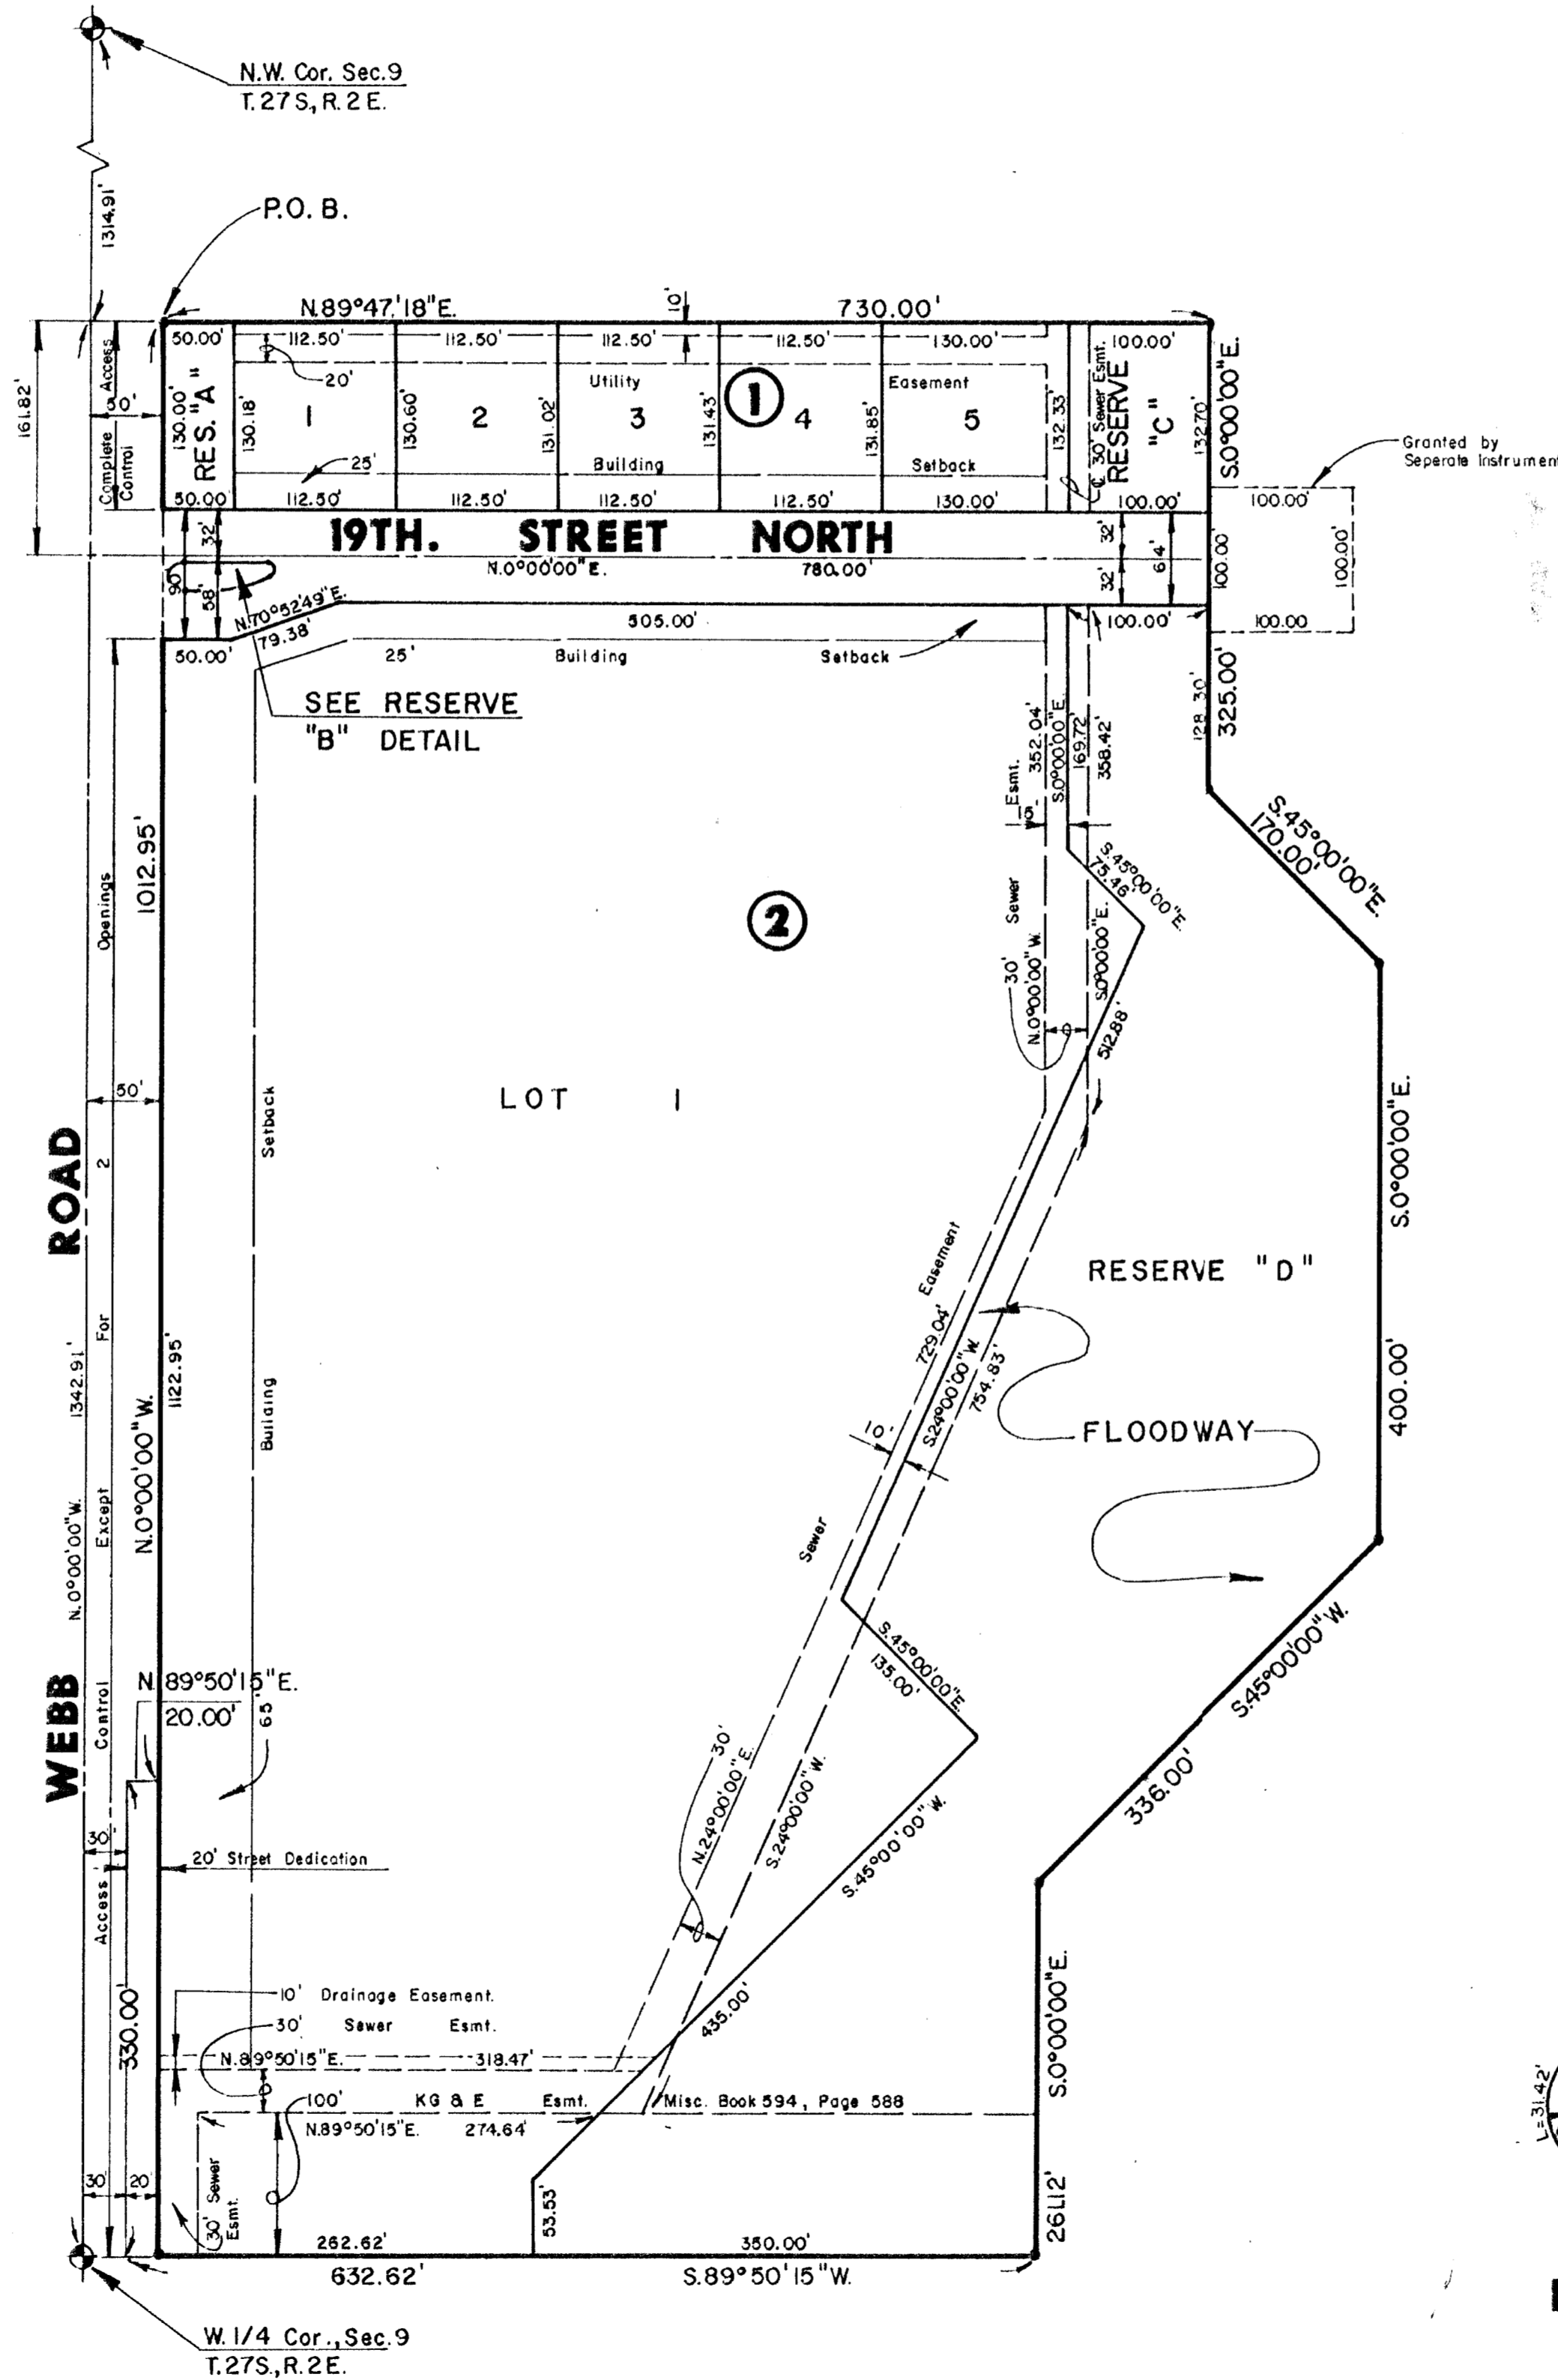 N.W. Cor. Sec.9
T.27S., R.2E.
1314.91'
P.O.B.
N.89°47'18"E.
730.00'
10'
50.00'
112.50'
112.50'
112.50'
112.50'
130.00'
100.00'
161.82'
Complete Access
Control
130.00'
RES. "A"
130.18'
20'
1
130.60'
2
Utility
131.02'
3
131.43'
1
4
Easement
131.85'
5
132.33'
30' Sewer Esmt.
RESERVE
"C"
132.70'
S.0°00'00"E.
25'
Building
Setback
Granted by
Seperate Instrument
50.00'
112.50'
112.50'
112.50'
112.50'
130.00'
100.00'
100.00'
19TH. STREET NORTH
N.0°00'00"E.
780.00'
32'
90'
58'
32'
32'
64'
100.00
100.00'
100.00
N.70°52'49"E.
79.38'
505.00'
100.00'
50.00'
25'
Building
Setback
SEE RESERVE
"B" DETAIL
128.30'
325.00'
Esmt.
352.04'
S.0°00'00"E.
169.72'
358.42'
Sewer
N.0°00'00"W.
30'
S.45°00'00"E.
75.46'
S.0°00'00"E.
512.88'
S.45°00'00"E.
170.00'
1012.95'
Openings
2
2
50'
LOT 1
Setback
ROAD
S.0°00'00"E.
400.00'
RESERVE "D"
FLOODWAY
Easement
729.04'
S.24°00'00"W.
754.83'
10'
Sewer
For
1342.91'
1122.95'
N.0°00'00"W.
N.0°00'00"W.
Except
Building
S.45°00'00"E.
135.00'
S.45°00'00"W.
336.00'
WEBB
Control
N.89°50'15"E.
20.00'
65'
30'
N.24°00'00"E.
S.24°00'00"W.
S.45°00'00"W.
30'
20' Street Dedication
Access
435.00'
330.00'
10' Drainage Easement.
30' Sewer Esmt.
N.89°50'15"E.
318.47'
100' KG & E Esmt. Misc. Book 594, Page 588
N.89°50'15"E. 274.64'
S.0°00'00"E.
261.12'
30'
20'
30' Sewer
Esmt.
53.53'
262.62'
350.00'
632.62'
S.89°50'15"W.
W. 1/4 Cor., Sec.9
T.27S., R.2E.
L=31.42'